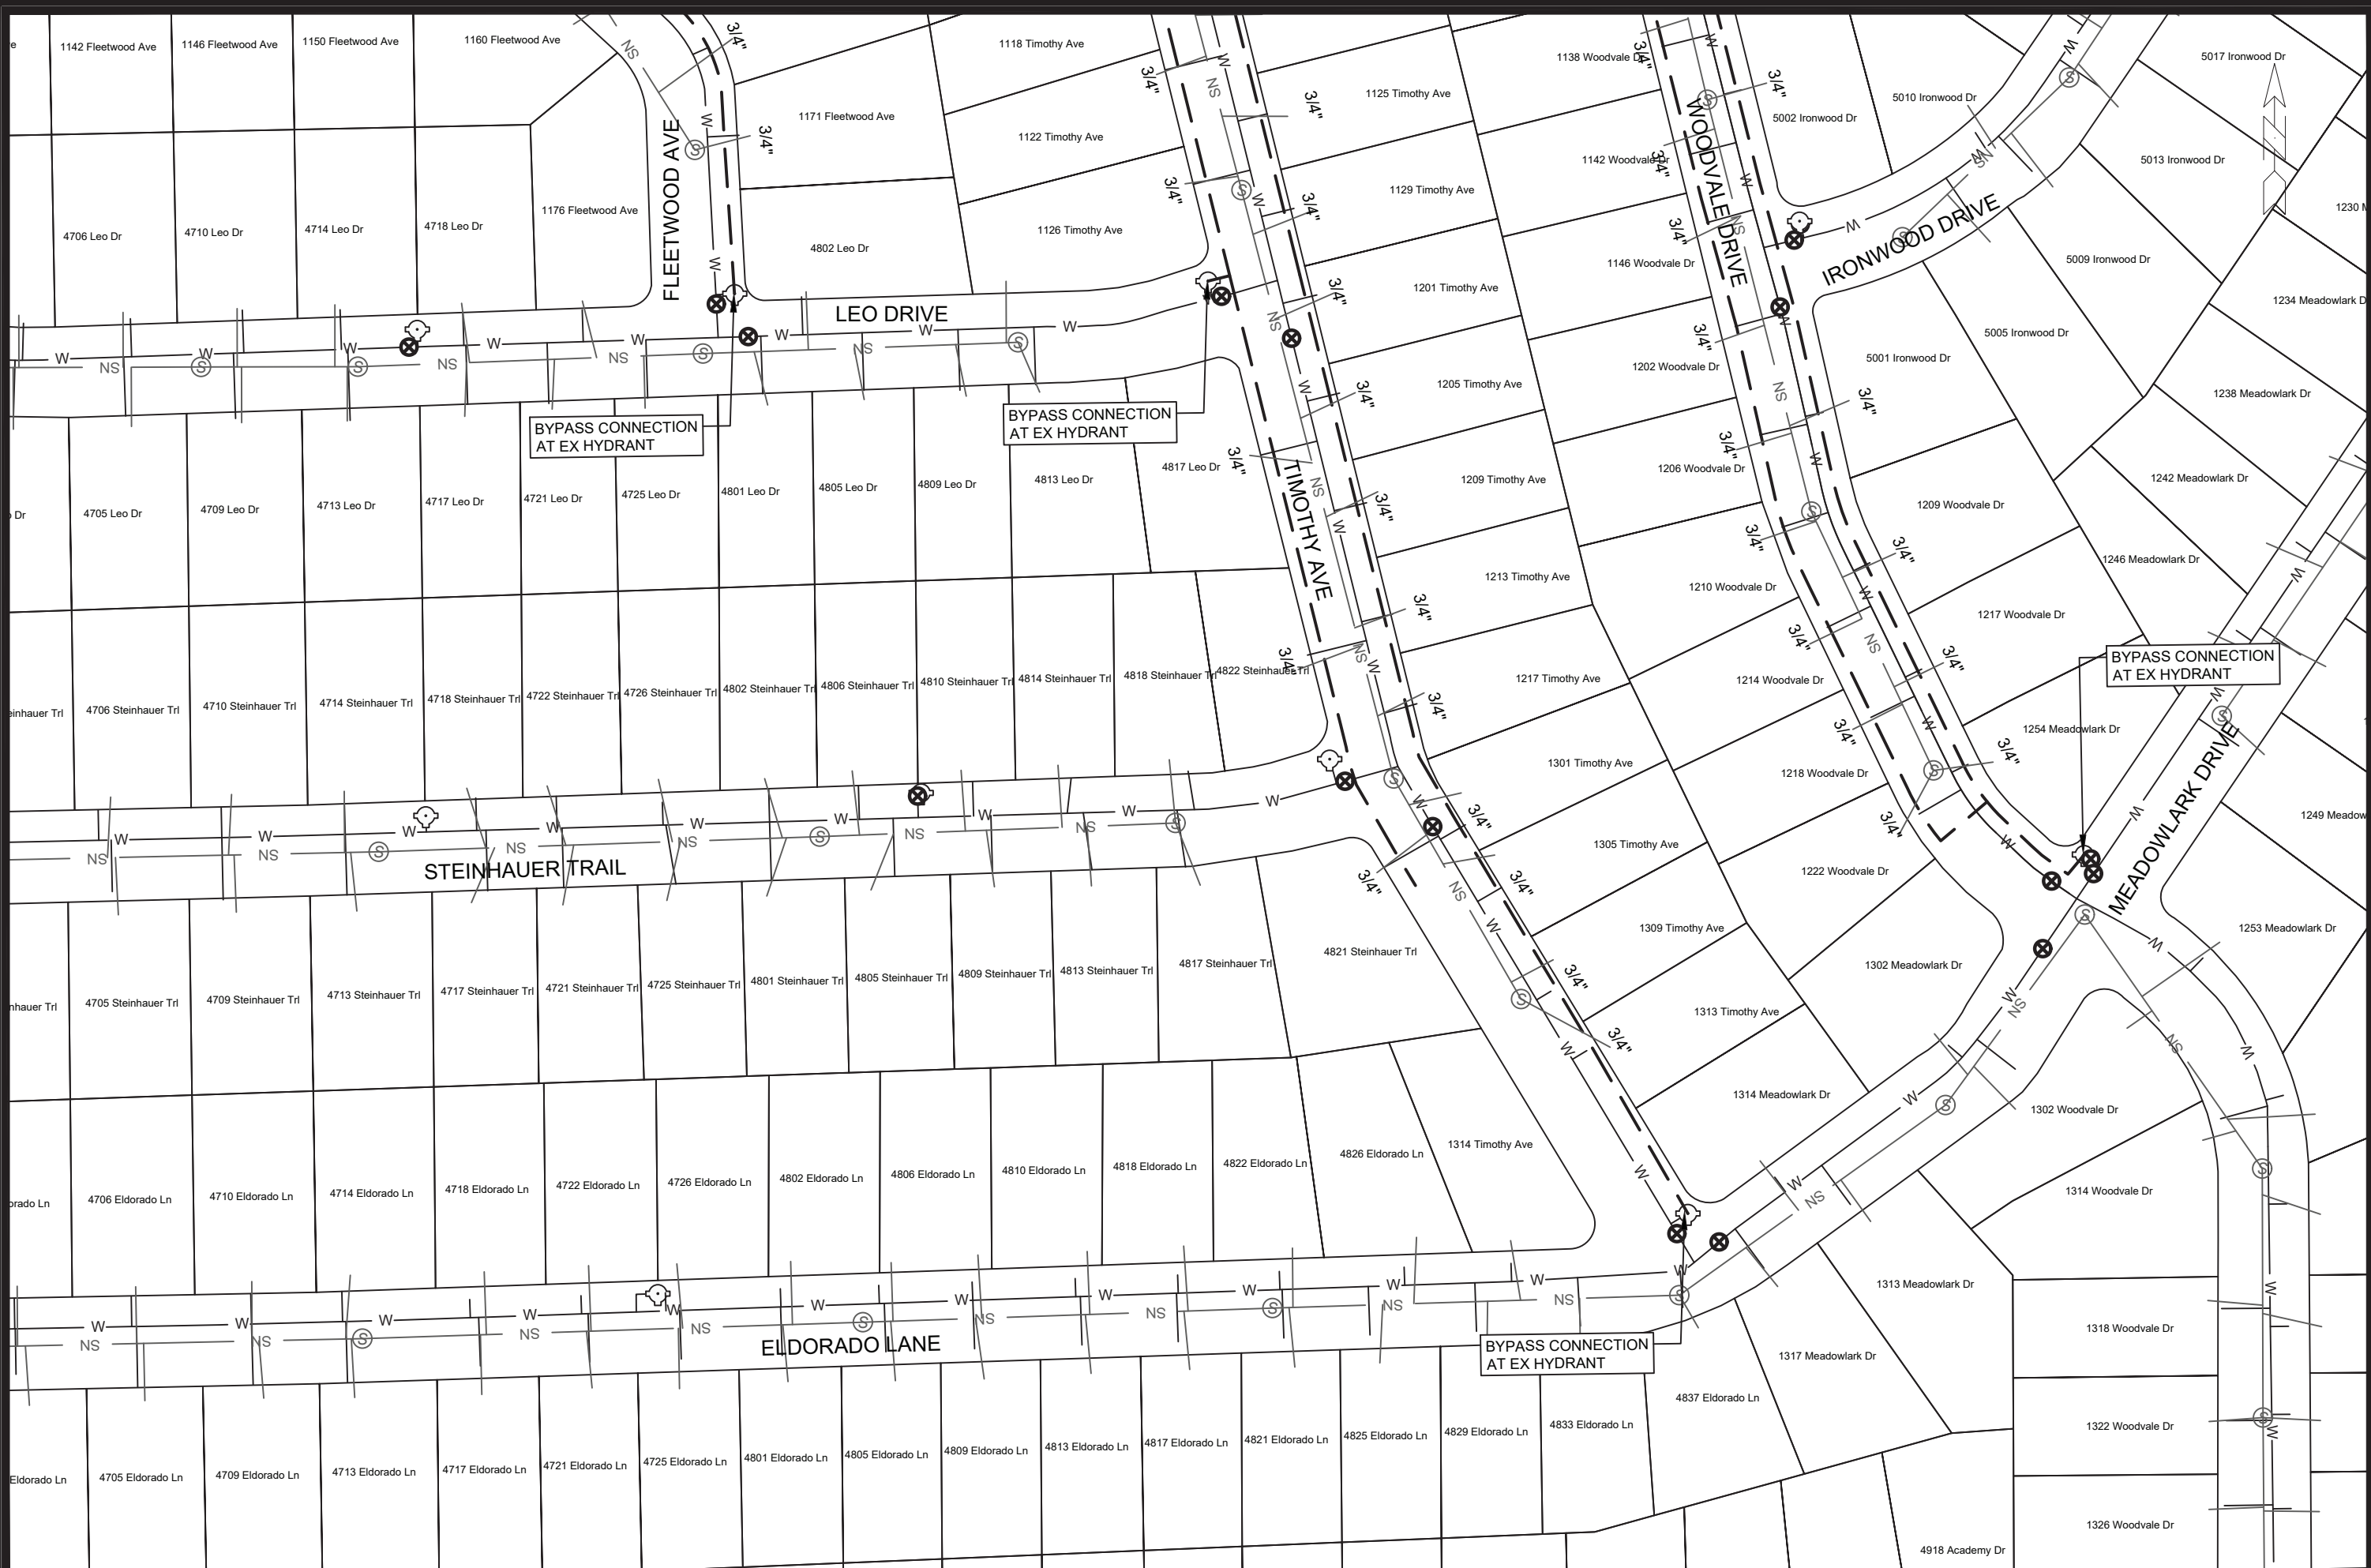 1142 Fleetwood Ave
1146 Fleetwood Ave
1150 Fleetwood Ave
1160 Fleetwood Ave
1118 Timothy Ave
1138 Woodvale Dr
5017 Ironwood Dr
1171 Fleetwood Ave
1122 Timothy Ave
1125 Timothy Ave
5002 Ironwood Dr
5010 Ironwood Dr
5013 Ironwood Dr
4706 Leo Dr
4710 Leo Dr
4714 Leo Dr
4718 Leo Dr
1176 Fleetwood Ave
FLEETWOOD AVE
4802 Leo Dr
1126 Timothy Ave
1129 Timothy Ave
1142 Woodvale Dr
WOODVALE DRIVE
IRONWOOD DRIVE
5009 Ironwood Dr
1230 M
1146 Woodvale Dr
1201 Timothy Ave
1234 Meadowlark D
LEO DRIVE
5005 Ironwood Dr
5001 Ironwood Dr
1202 Woodvale Dr
1205 Timothy Ave
1238 Meadowlark Dr
BYPASS CONNECTION
AT EX HYDRANT
BYPASS CONNECTION
AT EX HYDRANT
Dr
4705 Leo Dr
4709 Leo Dr
4713 Leo Dr
4717 Leo Dr
4721 Leo Dr
4725 Leo Dr
4801 Leo Dr
4805 Leo Dr
4809 Leo Dr
4813 Leo Dr
4817 Leo Dr
TIMOTHY AVE
1209 Timothy Ave
1206 Woodvale Dr
1209 Woodvale Dr
1242 Meadowlark Dr
1213 Timothy Ave
1210 Woodvale Dr
1217 Woodvale Dr
1246 Meadowlark Dr
BYPASS CONNECTION
AT EX HYDRANT
einhauer Trl
4706 Steinhauer Trl
4710 Steinhauer Trl
4714 Steinhauer Trl
4718 Steinhauer Trl
4722 Steinhauer Trl
4726 Steinhauer Trl
4802 Steinhauer Trl
4806 Steinhauer Trl
4810 Steinhauer Trl
4814 Steinhauer Trl
4818 Steinhauer Trl
4822 Steinhauer Trl
1217 Timothy Ave
1214 Woodvale Dr
1254 Meadowlark Dr
1301 Timothy Ave
1218 Woodvale Dr
MEADOWLARK DRIVE
1249 Meadow
STEINHAUER TRAIL
1305 Timothy Ave
1222 Woodvale Dr
1309 Timothy Ave
1302 Meadowlark Dr
1253 Meadowlark Dr
nhauer Trl
4705 Steinhauer Trl
4709 Steinhauer Trl
4713 Steinhauer Trl
4717 Steinhauer Trl
4721 Steinhauer Trl
4725 Steinhauer Trl
4801 Steinhauer Trl
4805 Steinhauer Trl
4809 Steinhauer Trl
4813 Steinhauer Trl
4817 Steinhauer Trl
4821 Steinhauer Trl
1313 Timothy Ave
1314 Meadowlark Dr
1302 Woodvale Dr
orado Ln
4706 Eldorado Ln
4710 Eldorado Ln
4714 Eldorado Ln
4718 Eldorado Ln
4722 Eldorado Ln
4726 Eldorado Ln
4802 Eldorado Ln
4806 Eldorado Ln
4810 Eldorado Ln
4818 Eldorado Ln
4822 Eldorado Ln
4826 Eldorado Ln
1314 Timothy Ave
1314 Woodvale Dr
1313 Meadowlark Dr
ELDORADO LANE
BYPASS CONNECTION
AT EX HYDRANT
1317 Meadowlark Dr
1318 Woodvale Dr
Eldorado Ln
4705 Eldorado Ln
4709 Eldorado Ln
4713 Eldorado Ln
4717 Eldorado Ln
4721 Eldorado Ln
4725 Eldorado Ln
4801 Eldorado Ln
4805 Eldorado Ln
4809 Eldorado Ln
4813 Eldorado Ln
4817 Eldorado Ln
4821 Eldorado Ln
4825 Eldorado Ln
4829 Eldorado Ln
4833 Eldorado Ln
4837 Eldorado Ln
1322 Woodvale Dr
1326 Woodvale Dr
4918 Academy Dr